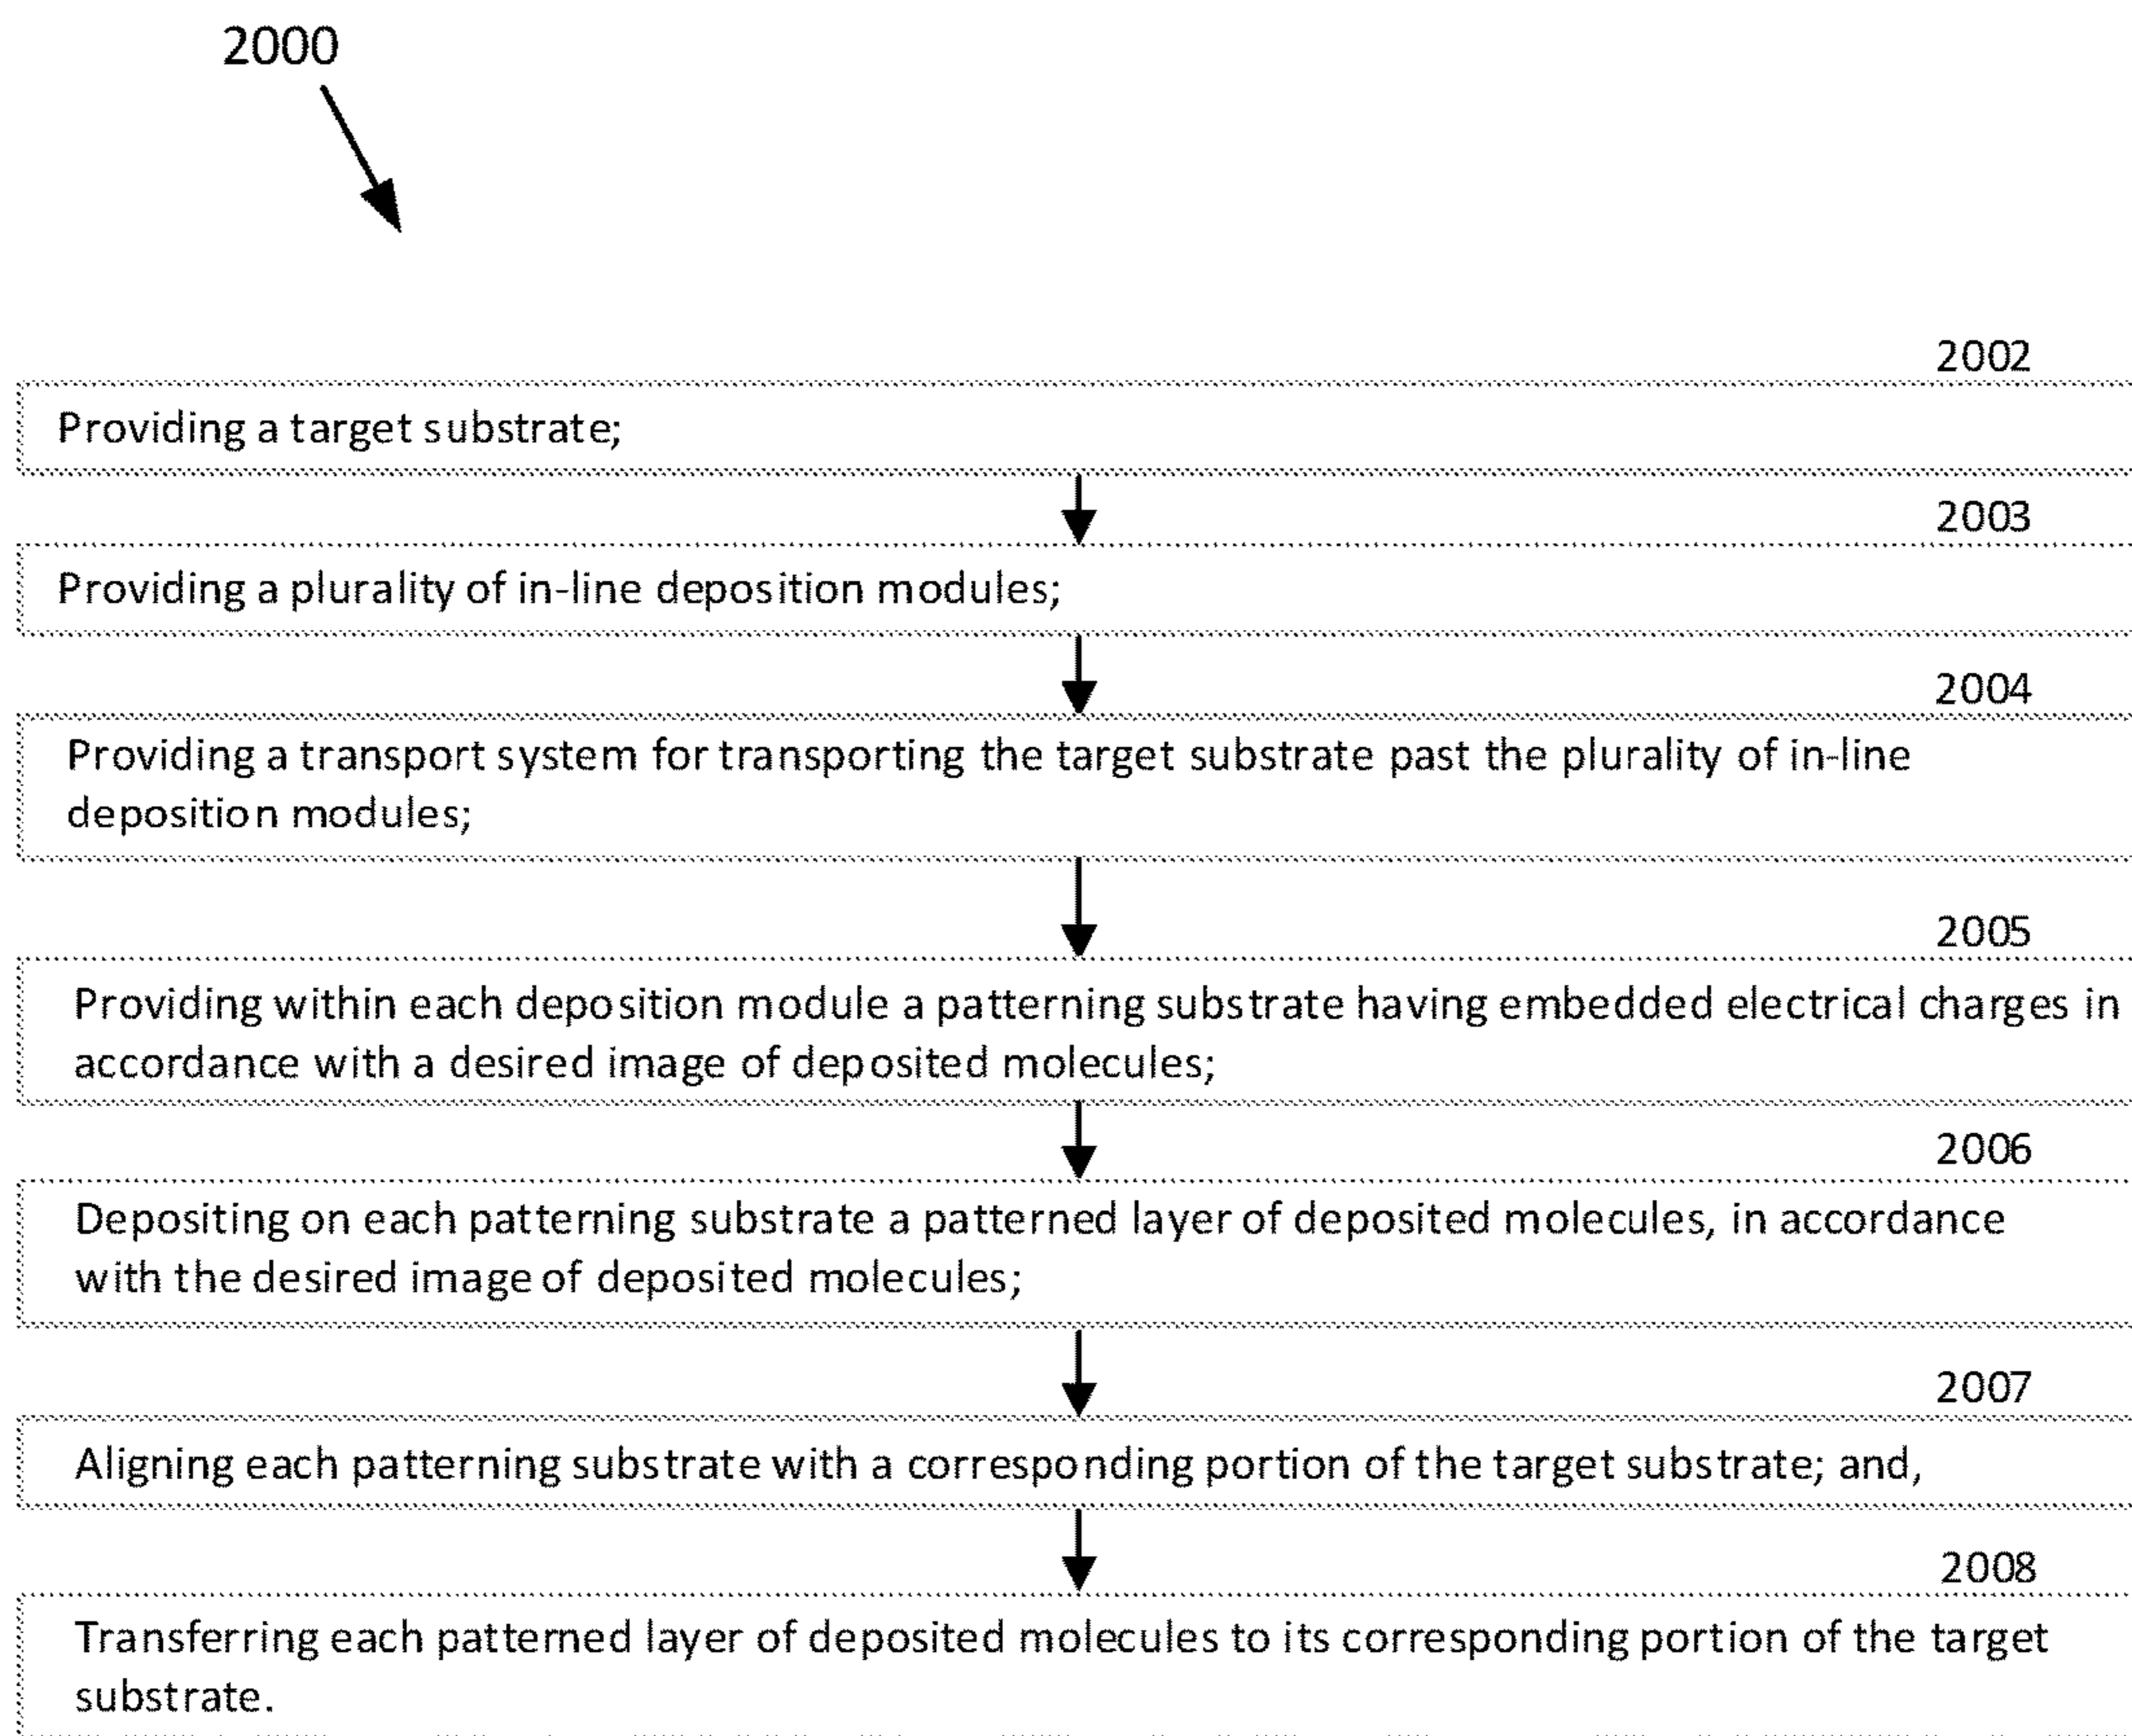 2000
2002
Providing a target substrate;
2003
Providing a plurality of in-line deposition modules;
2004
Providing a transport system for transporting the target substrate past the plurality of in-line
deposition modules;
2005
Providing within each deposition module a patterning substrate having embedded electrical charges in
accordance with a desired image of deposited molecules;
2006
Depositing on each patterning substrate a patterned layer of deposited molecules, in accordance
with the desired image of deposited molecules;
2007
Aligning each patterning substrate with a corresponding portion of the target substrate; and,
2008
Transferring each patterned layer of deposited molecules to its corresponding portion of the target
substrate.